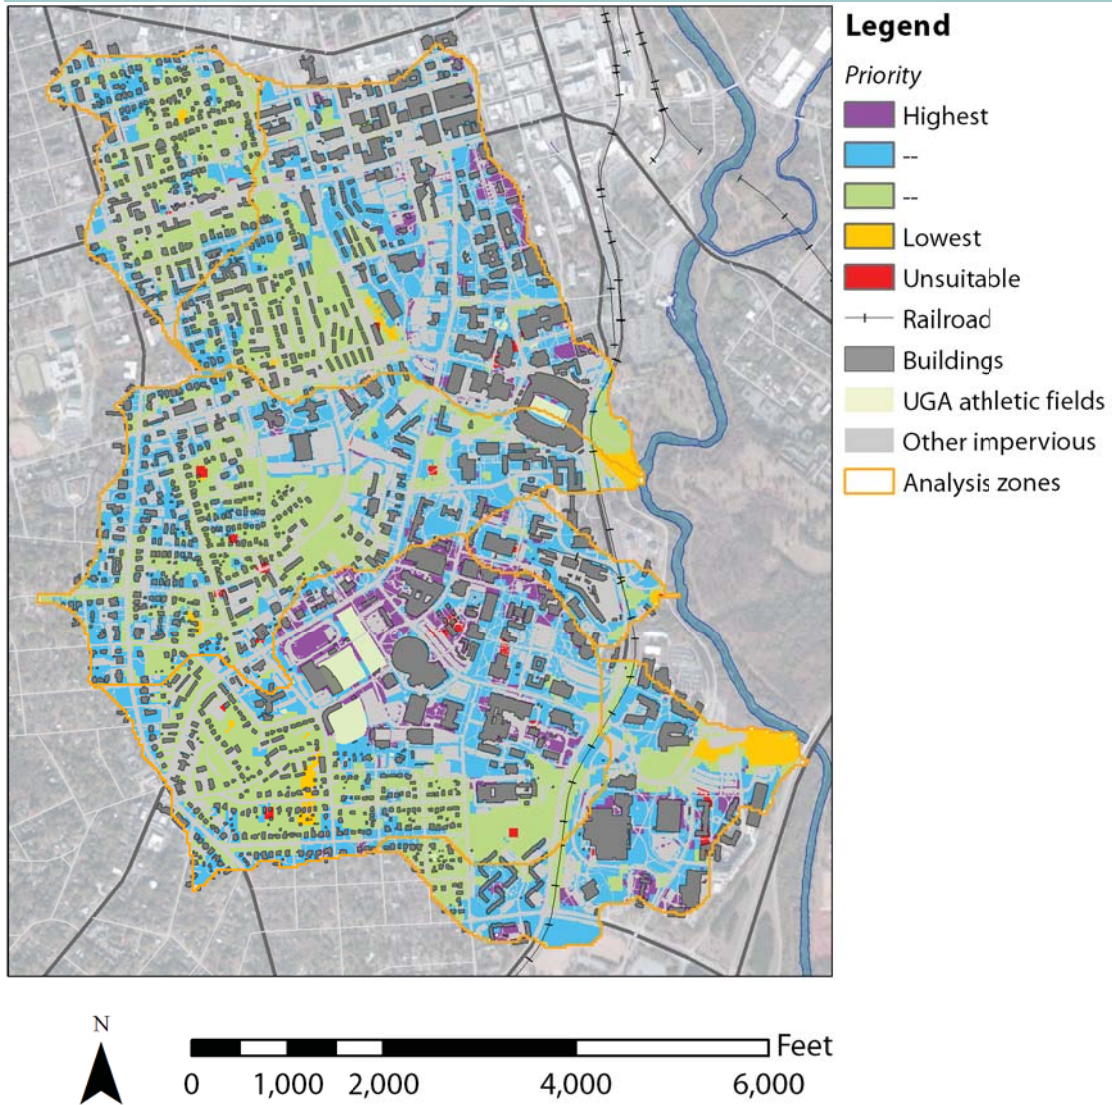 Legend
Priority
Highest
--
--
Lowest
Unsuitable
Railroad
Buildings
UGA athletic fields
Other impervious
Analysis zones
N
Feet
0 1,000 2,000 4,000 6,000